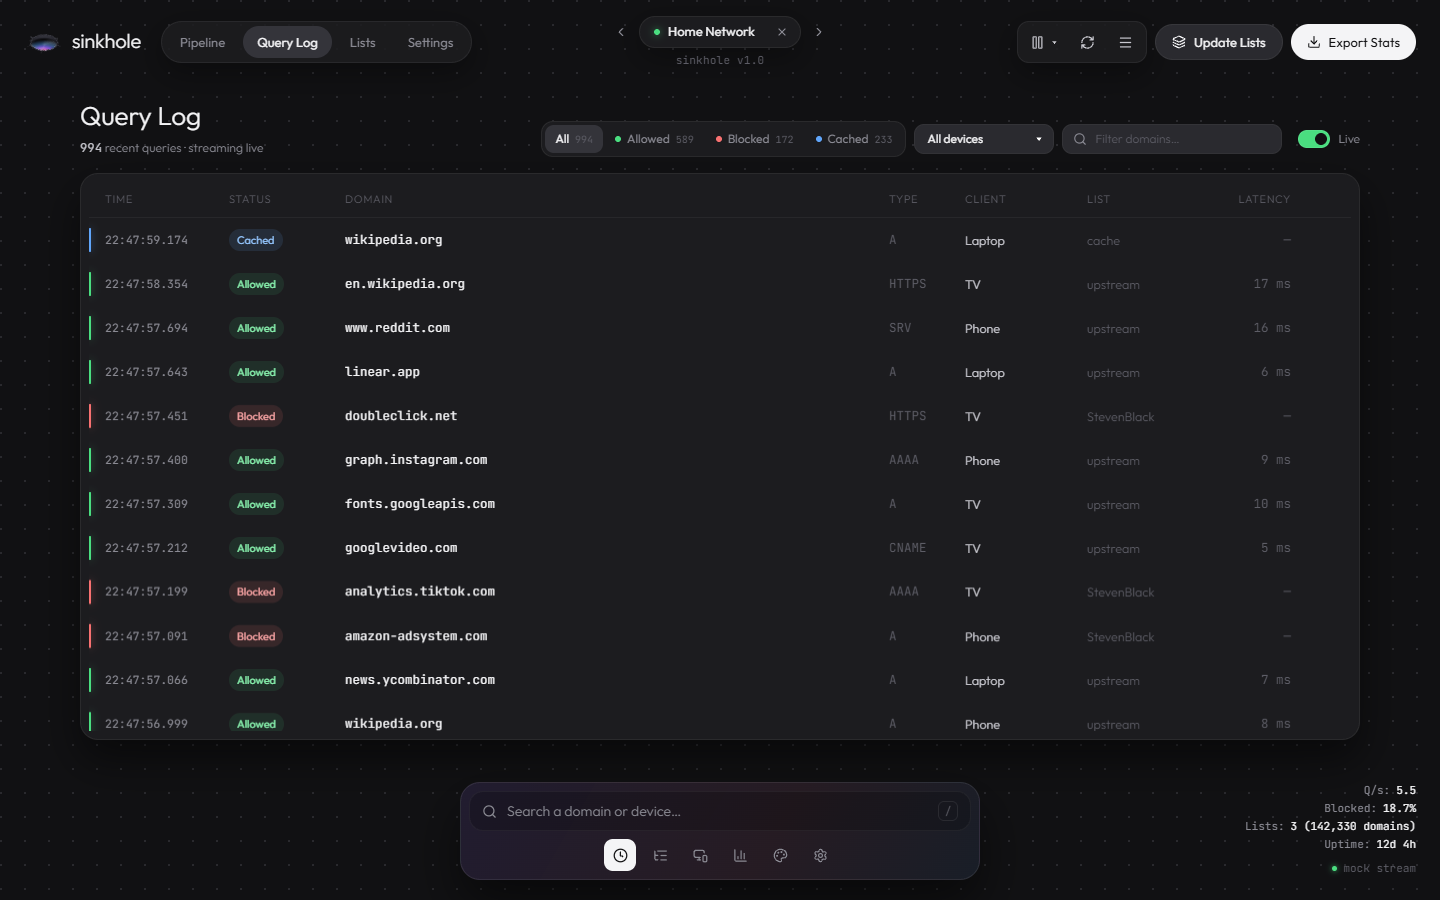 sinkhole
Pipeline
Query Log
Lists
Settings
Home Network
sinkhole v1.0
Update Lists
Export Stats
Query Log
994 recent queries · streaming live
All 994
Allowed 589
Blocked 172
Cached 233
All devices
Filter domains...
Live
TIME STATUS DOMAIN TYPE CLIENT LIST LATENCY
22:47:59.174 Cached wikipedia.org A Laptop cache —
22:47:58.354 Allowed en.wikipedia.org HTTPS TV upstream 17 ms
22:47:57.694 Allowed www.reddit.com SRV Phone upstream 16 ms
22:47:57.643 Allowed linear.app A Laptop upstream 6 ms
22:47:57.451 Blocked doubleclick.net HTTPS TV StevenBlack —
22:47:57.400 Allowed graph.instagram.com AAAA Phone upstream 9 ms
22:47:57.309 Allowed fonts.googleapis.com A TV upstream 10 ms
22:47:57.212 Allowed googlevideo.com CNAME TV upstream 5 ms
22:47:57.199 Blocked analytics.tiktok.com AAAA TV StevenBlack —
22:47:57.091 Blocked amazon-adsystem.com A Phone StevenBlack —
22:47:57.066 Allowed news.ycombinator.com A Laptop upstream 7 ms
22:47:56.999 Allowed wikipedia.org A Phone upstream 8 ms
Search a domain or device... /
Q/s: 5.5
Blocked: 18.7%
Lists: 3 (142,330 domains)
Uptime: 12d 4h
mock stream